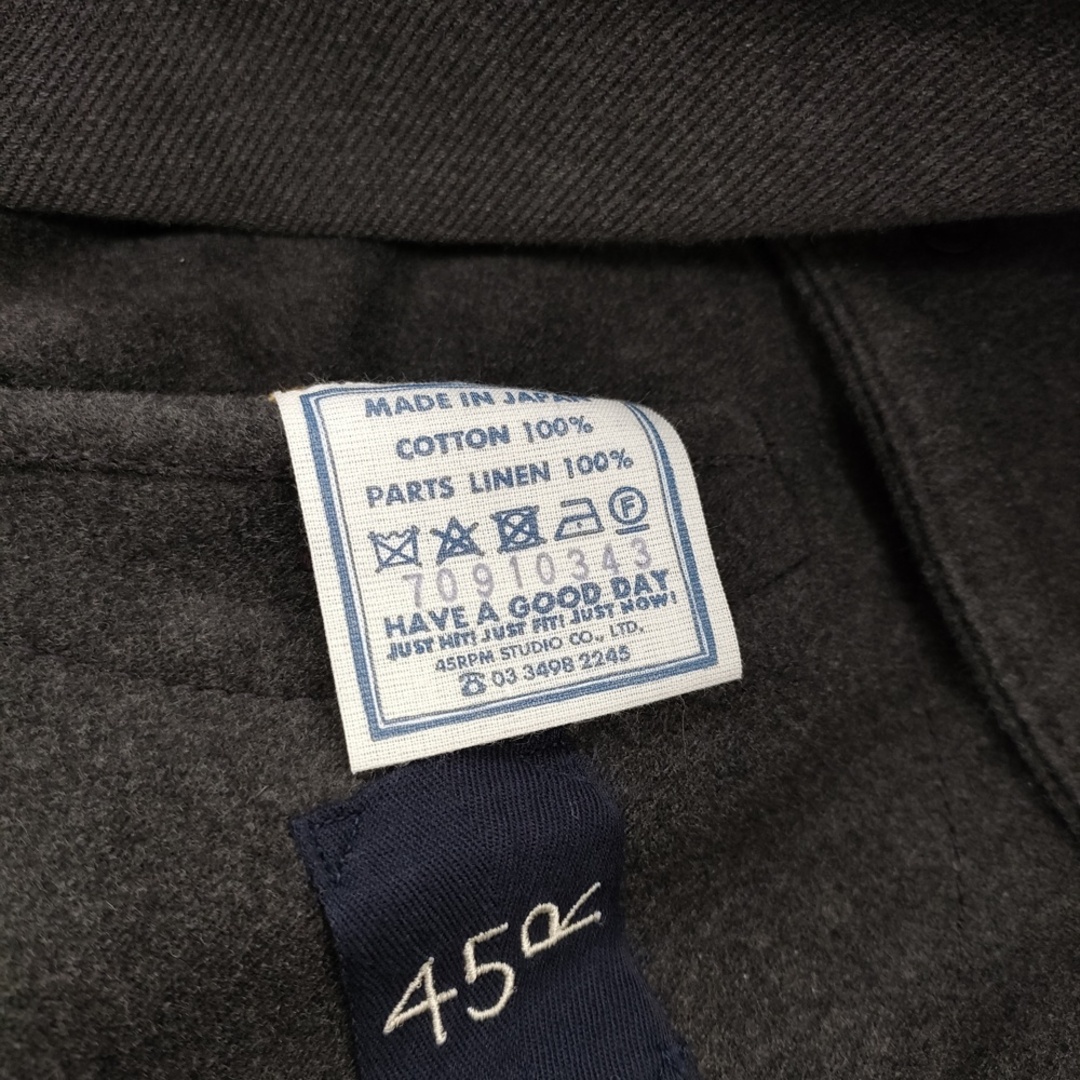 MADE IN JAPAN
COTTON 100%
PARTS LINEN 100%
F
70910343
HAVE A GOOD DAY
JUST HIT! JUST FIT! JUST NOW!
45RPM STUDIO CO., LTD.
☎ 03 3498 2245
45R